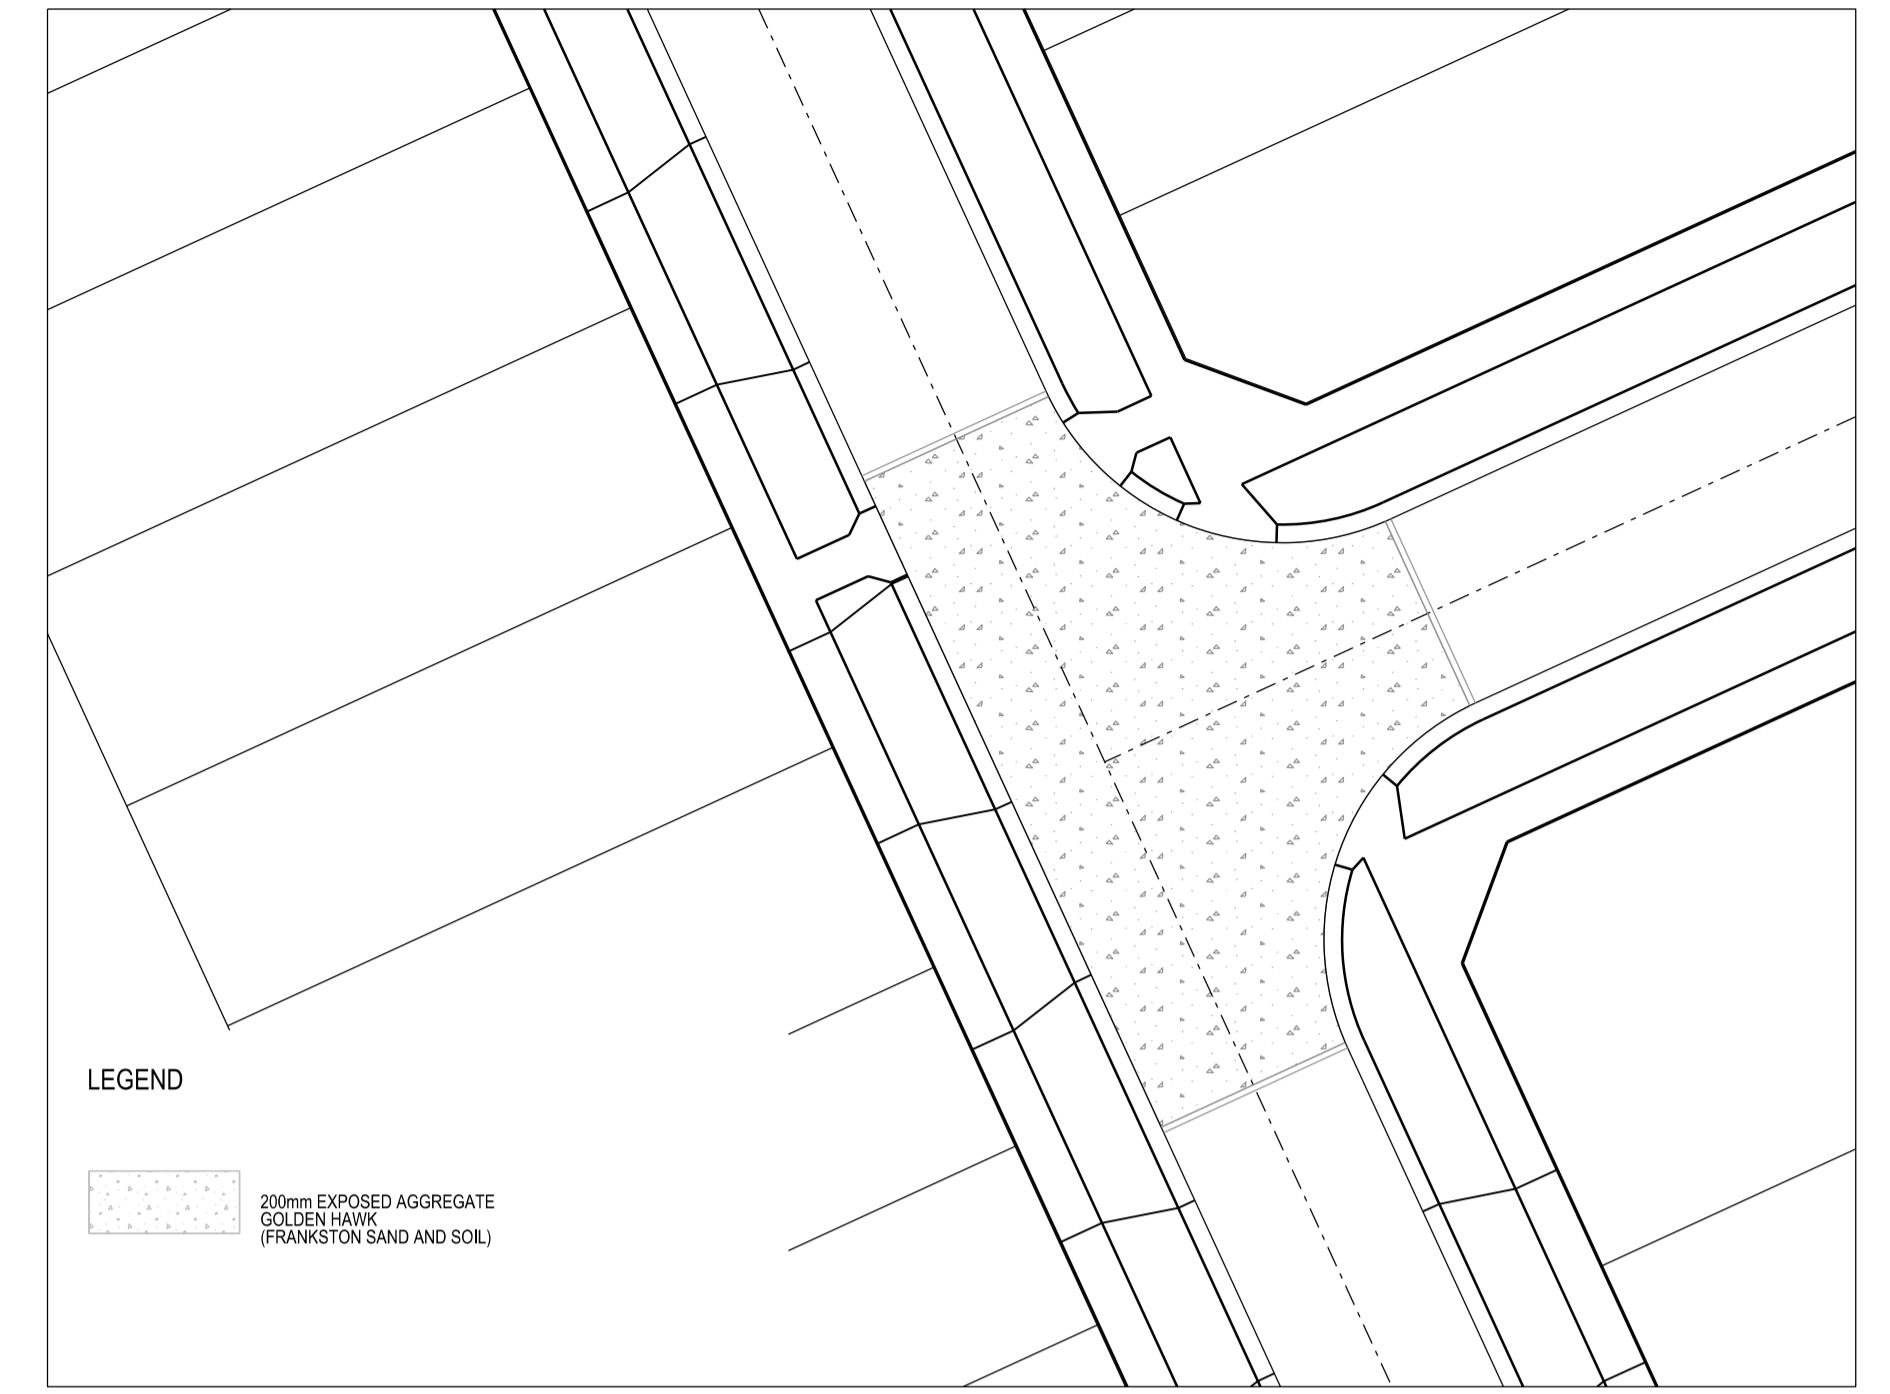 LEGEND
200mm EXPOSED AGGREGATE
GOLDEN HAWK
(FRANKSTON SAND AND SOIL)